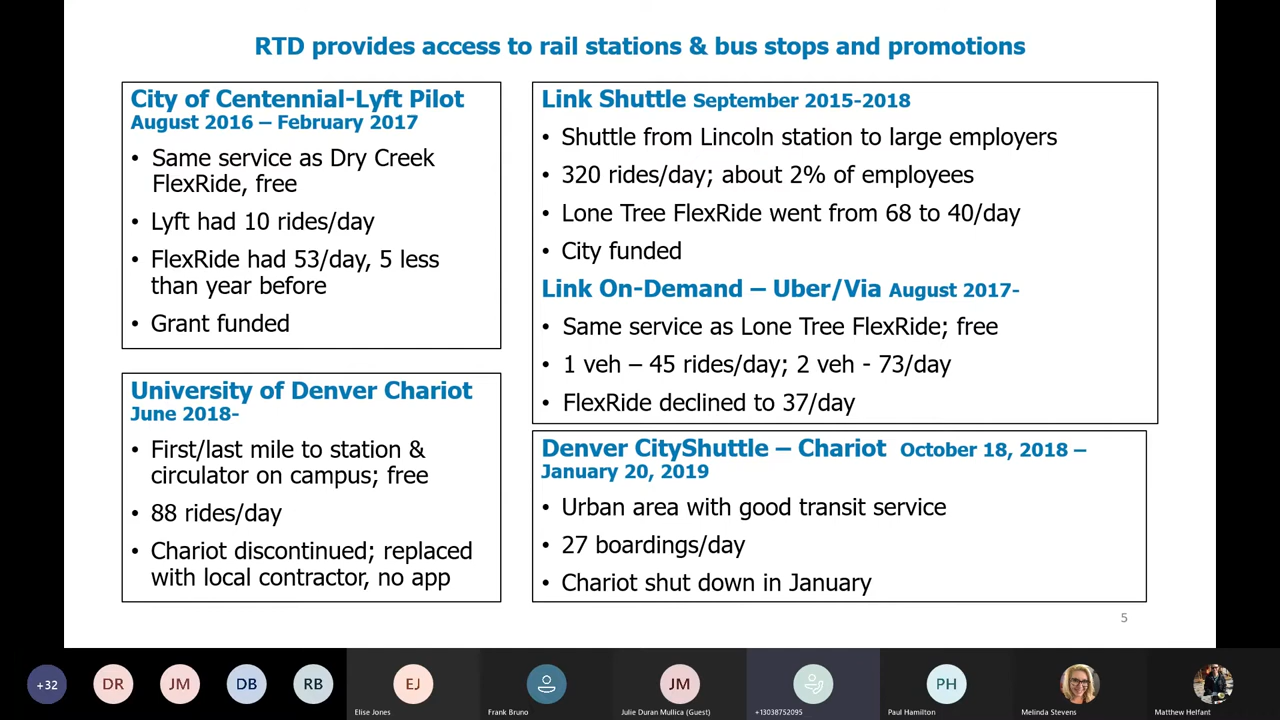 RTD provides access to rail stations & bus stops and promotions
City of Centennial-Lyft Pilot
August 2016 – February 2017
• Same service as Dry Creek
FlexRide, free
• Lyft had 10 rides/day
• FlexRide had 53/day, 5 less
than year before
• Grant funded
University of Denver Chariot
June 2018-
• First/last mile to station &
circulator on campus; free
• 88 rides/day
• Chariot discontinued; replaced
with local contractor, no app
Link Shuttle September 2015-2018
• Shuttle from Lincoln station to large employers
• 320 rides/day; about 2% of employees
• Lone Tree FlexRide went from 68 to 40/day
• City funded
Link On-Demand – Uber/Via August 2017-
• Same service as Lone Tree FlexRide; free
• 1 veh – 45 rides/day; 2 veh - 73/day
• FlexRide declined to 37/day
Denver CityShuttle – Chariot October 18, 2018 –
January 20, 2019
• Urban area with good transit service
• 27 boardings/day
• Chariot shut down in January
5
+32 DR JM DB RB EJ JM PH
Elise Jones Frank Bruno Julie Duran Mullica (Guest) +13038752095 Paul Hamilton Melinda Stevens Matthew Helfant